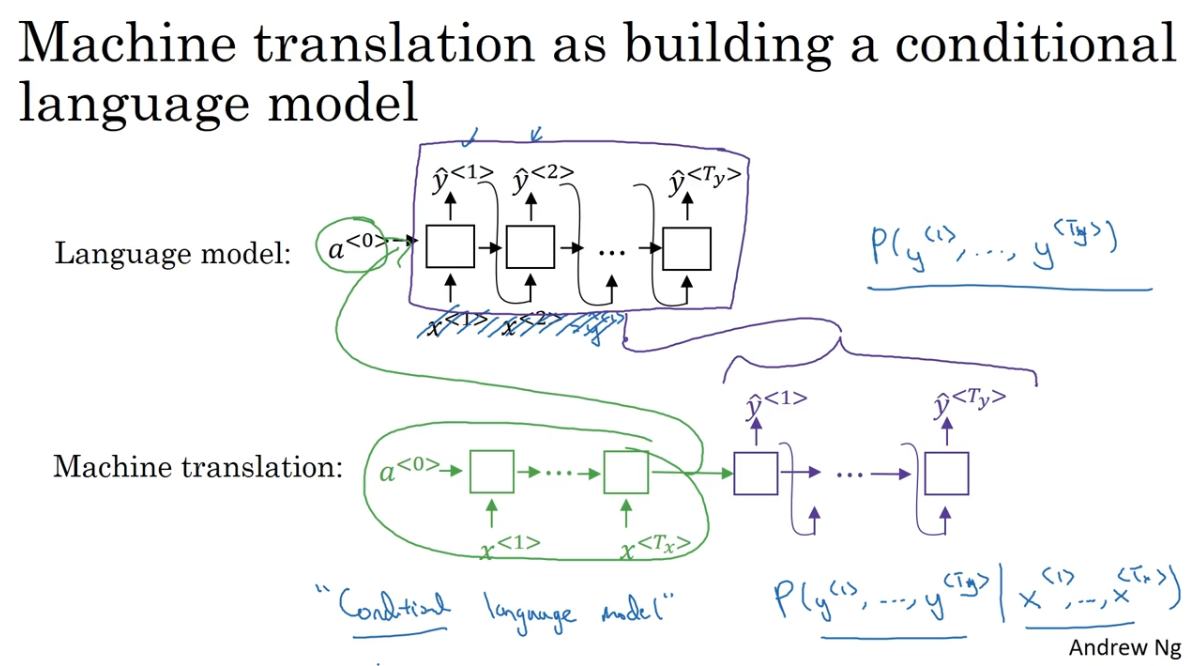 Machine translation as building a conditional
language model
ŷ<1> ŷ<2> ŷ<Ty>
Language model: a<0> ... P(y<1>, ..., y<Ty>)
x<1> x<2>
ŷ<1> ŷ<Ty>
Machine translation: a<0> ... ...
x<1> x<Tx>
"Conditional language model" P(y<1>, ..., y<Ty> | x<1>, ..., x<Tx>)
Andrew Ng